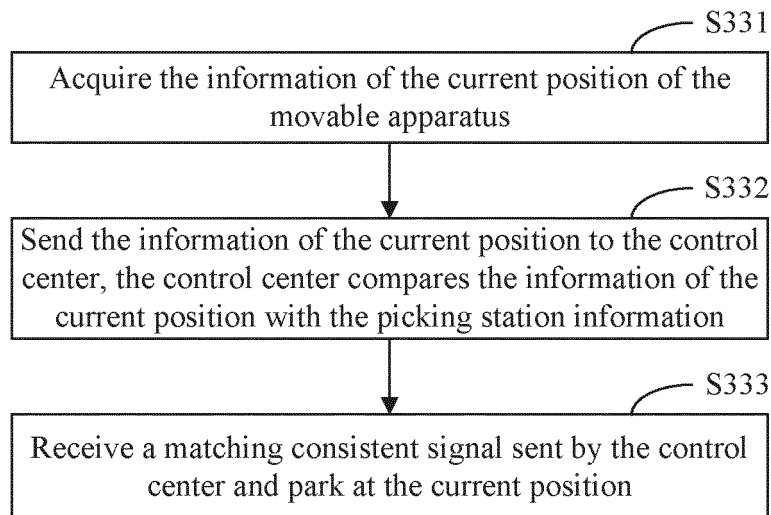 S331
Acquire the information of the current position of the
movable apparatus
S332
Send the information of the current position to the control
center, the control center compares the information of the
current position with the picking station information
S333
Receive a matching consistent signal sent by the control
center and park at the current position